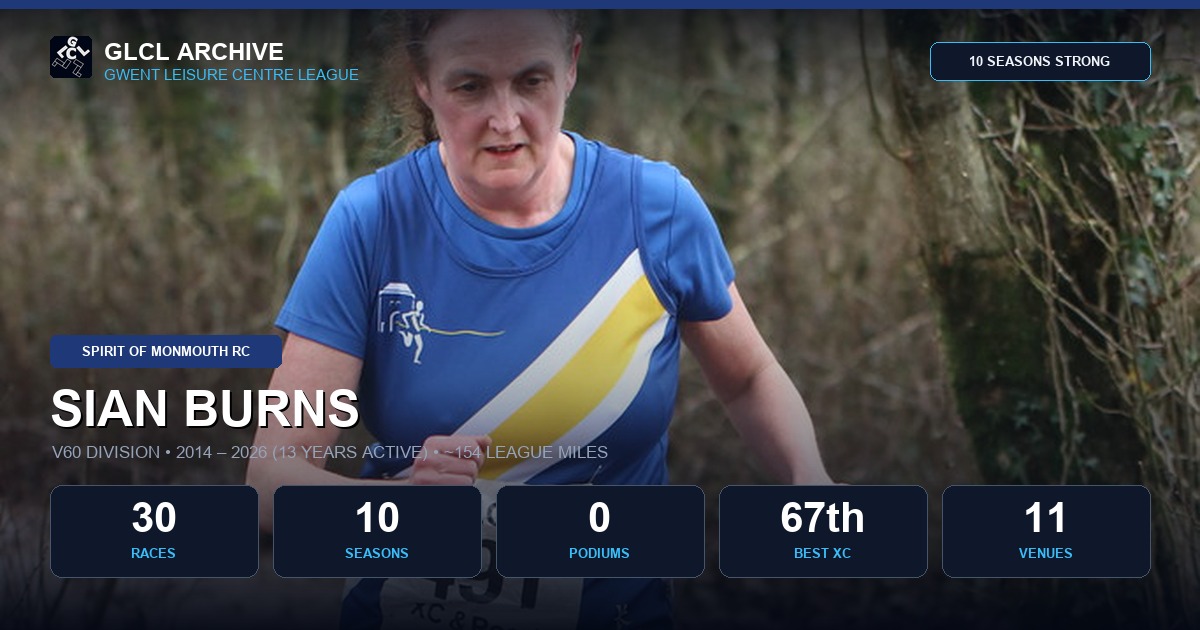 GLCL ARCHIVE
GWENT LEISURE CENTRE LEAGUE
10 SEASONS STRONG
SPIRIT OF MONMOUTH RC
SIAN BURNS
V60 DIVISION • 2014 – 2026 (13 YEARS ACTIVE) • ~154 LEAGUE MILES
30
RACES
10
SEASONS
0
PODIUMS
67th
BEST XC
11
VENUES
XC &